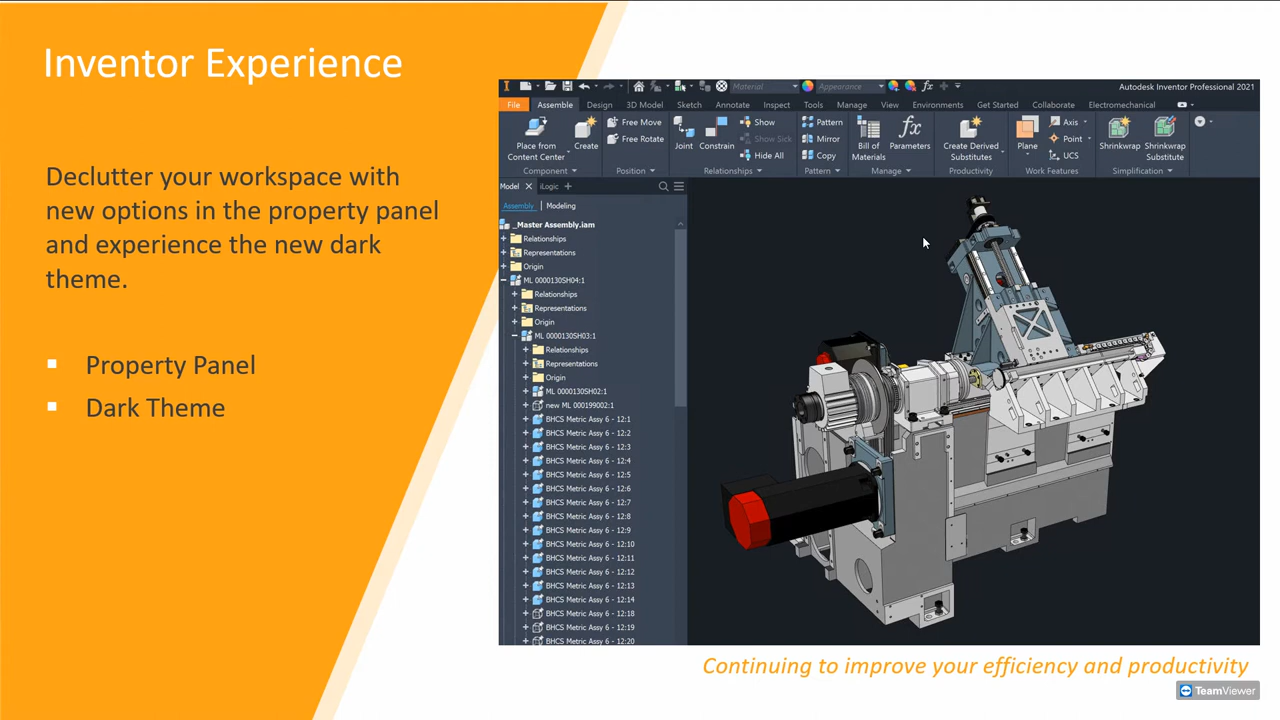 Inventor Experience
Declutter your workspace with
new options in the property panel
and experience the new dark
theme.
Property Panel
Dark Theme
Material
Appearance
Autodesk Inventor Professional 2021
File Assemble Design 3D Model Sketch Annotate Inspect Tools Manage View Environments Get Started Collaborate Electromechanical
Place from
Content Center
Create
Component
Free Move
Free Rotate
Position
Joint
Constrain
Show
Show Sick
Hide All
Relationships
Pattern
Mirror
Copy
Pattern
Bill of
Materials
Parameters
Manage
Create Derived
Substitutes
Productivity
Plane
Axis
Point
UCS
Work Features
Shrinkwrap
Shrinkwrap
Substitute
Simplification
Model iLogic
Assembly Modeling
_Master Assembly.iam
Relationships
Representations
Origin
ML 0000130SH04:1
Relationships
Representations
Origin
ML 0000130SH03:1
Relationships
Representations
Origin
ML 0000130SH02:1
new ML 000199002:1
BHCS Metric Assy 6 - 12:1
BHCS Metric Assy 6 - 12:2
BHCS Metric Assy 6 - 12:3
BHCS Metric Assy 6 - 12:4
BHCS Metric Assy 6 - 12:5
BHCS Metric Assy 6 - 12:6
BHCS Metric Assy 6 - 12:7
BHCS Metric Assy 6 - 12:8
BHCS Metric Assy 6 - 12:9
BHCS Metric Assy 6 - 12:10
BHCS Metric Assy 6 - 12:11
BHCS Metric Assy 6 - 12:12
BHCS Metric Assy 6 - 12:13
BHCS Metric Assy 6 - 12:14
BHCS Metric Assy 6 - 12:18
BHCS Metric Assy 6 - 12:19
BHCS Metric Assy 6 - 12:20
Continuing to improve your efficiency and productivity
TeamViewer